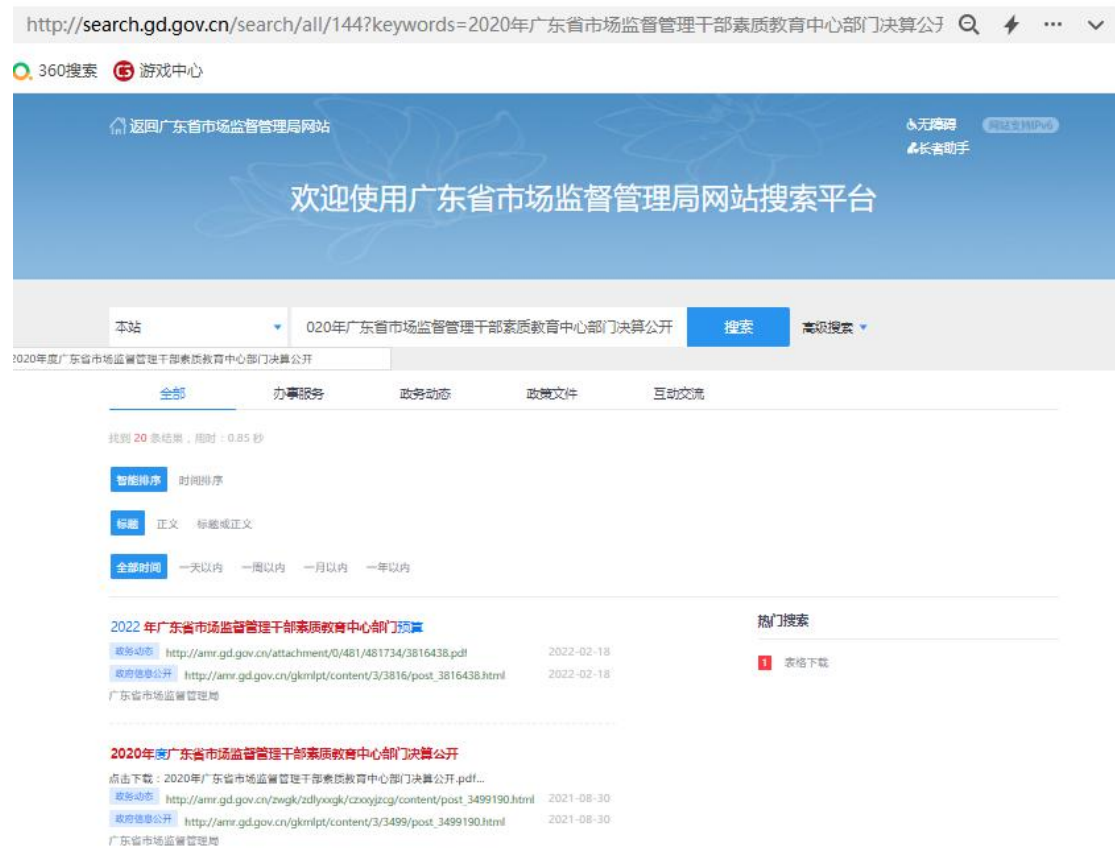 http://search.gd.gov.cn/search/all/144?keywords=2020年广东省市场监督管理干部素质教育中心部门决算公开
360搜索 游戏中心
返回广东省市场监督管理局网站
无障碍 网站支持IPv6
长者助手
欢迎使用广东省市场监督管理局网站搜索平台
本站 020年广东省市场监督管理干部素质教育中心部门决算公开 搜索 高级搜索
2020年度广东省市场监督管理干部素质教育中心部门决算公开
全部 办事服务 政务动态 政策文件 互动交流
找到 20 条结果，用时：0.85 秒
智能排序 时间排序
标题 正文 标题或正文
全部时间 一天以内 一周以内 一月以内 一年以内
2022 年广东省市场监督管理干部素质教育中心部门预算
热门搜索
政务动态 http://amr.gd.gov.cn/attachment/0/481/481734/3816438.pdf 2022-02-18
1 表格下载
政府信息公开 http://amr.gd.gov.cn/gkmlpt/content/3/3816/post_3816438.html 2022-02-18
广东省市场监督管理局
2020年度广东省市场监督管理干部素质教育中心部门决算公开
点击下载：2020年广东省市场监督管理干部素质教育中心部门决算公开.pdf...
政务动态 http://amr.gd.gov.cn/zwgk/zdlyxxgk/czxxyjzcg/content/post_3499190.html 2021-08-30
政府信息公开 http://amr.gd.gov.cn/gkmlpt/content/3/3499/post_3499190.html 2021-08-30
广东省市场监督管理局